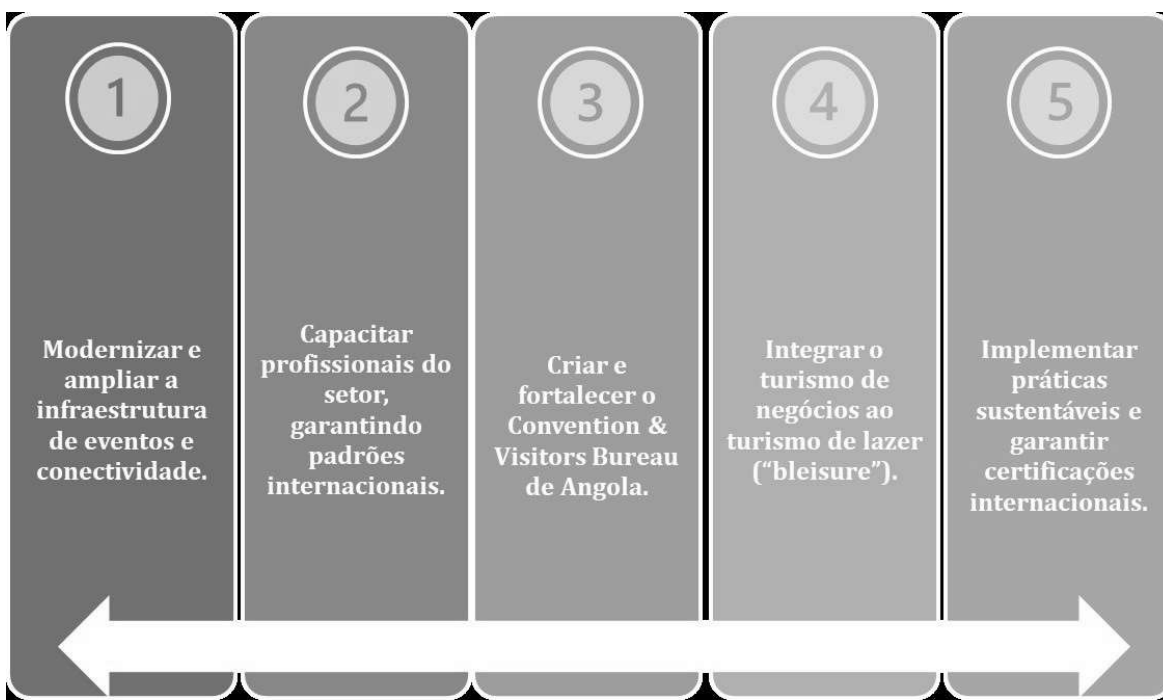 1
Modernizar e
ampliar a
infraestrutura
de eventos e
conectividade.
2
Capacitar
profissionais do
setor,
garantindo
padrões
internacionais.
3
Criar e
fortalecer o
Convention &
Visitors Bureau
de Angola.
4
Integrar o
turismo de
negócios ao
turismo de lazer
(“bleisure”).
5
Implementar
práticas
sustentáveis e
garantir
certificações
internacionais.